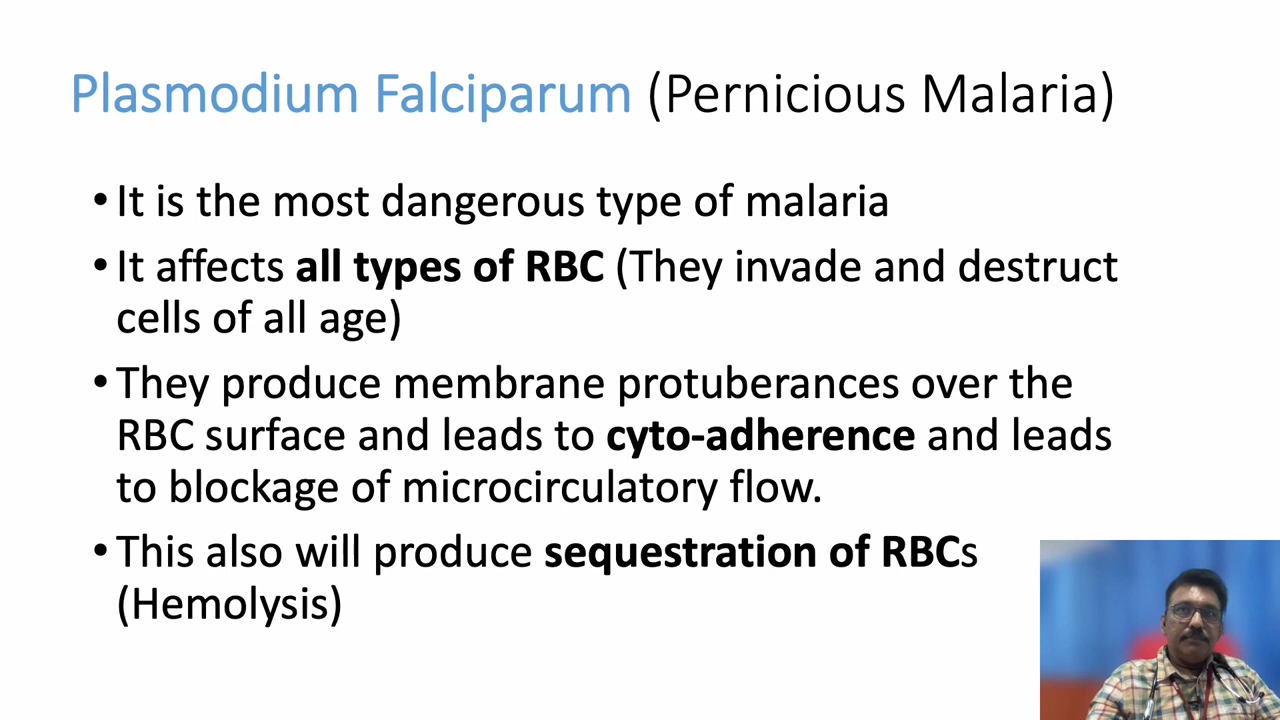 Plasmodium Falciparum (Pernicious Malaria)
• It is the most dangerous type of malaria
• It affects all types of RBC (They invade and destruct
cells of all age)
• They produce membrane protuberances over the
RBC surface and leads to cyto-adherence and leads
to blockage of microcirculatory flow.
• This also will produce sequestration of RBCs
(Hemolysis)